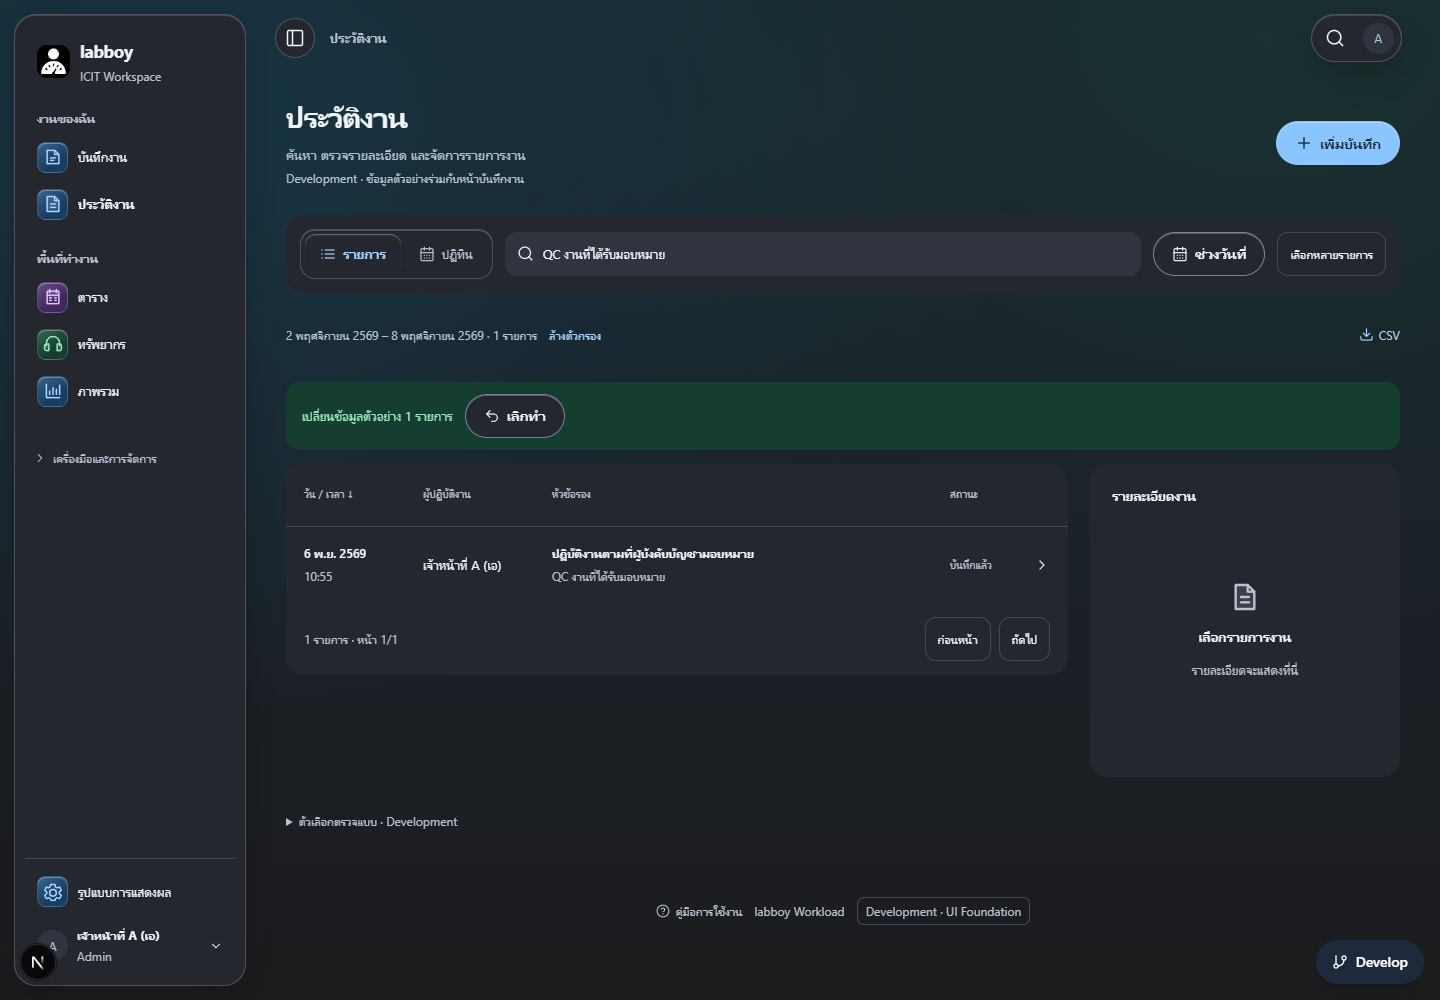 labboy
ICIT Workspace
งานของฉัน
บันทึกงาน
ประวัติงาน
พื้นที่ทำงาน
ตาราง
ทรัพยากร
ภาพรวม
เครื่องมือและการจัดการ
รูปแบบการแสดงผล
A
เจ้าหน้าที่ A (เอ)
Admin
N
ประวัติงาน
A
ประวัติงาน
ค้นหา ตรวจรายละเอียด และจัดการรายการงาน
Development · ข้อมูลตัวอย่างร่วมกับหน้าบันทึกงาน
เพิ่มบันทึก
รายการ
ปฏิทิน
QC งานที่ได้รับมอบหมาย
ช่วงวันที่
เลือกหลายรายการ
2 พฤศจิกายน 2569 – 8 พฤศจิกายน 2569 · 1 รายการ ล้างตัวกรอง
CSV
เปลี่ยนข้อมูลตัวอย่าง 1 รายการ
เลิกทำ
วัน / เวลา ↓ ผู้ปฏิบัติงาน หัวข้อรอง สถานะ
6 พ.ย. 2569
10:55
เจ้าหน้าที่ A (เอ)
ปฏิบัติงานตามที่ผู้บังคับบัญชามอบหมาย
QC งานที่ได้รับมอบหมาย
บันทึกแล้ว
1 รายการ · หน้า 1/1
ก่อนหน้า
ถัดไป
รายละเอียดงาน
เลือกรายการงาน
รายละเอียดจะแสดงที่นี่
ตัวเลือกตรวจแบบ · Development
คู่มือการใช้งาน labboy Workload Development · UI Foundation
Develop